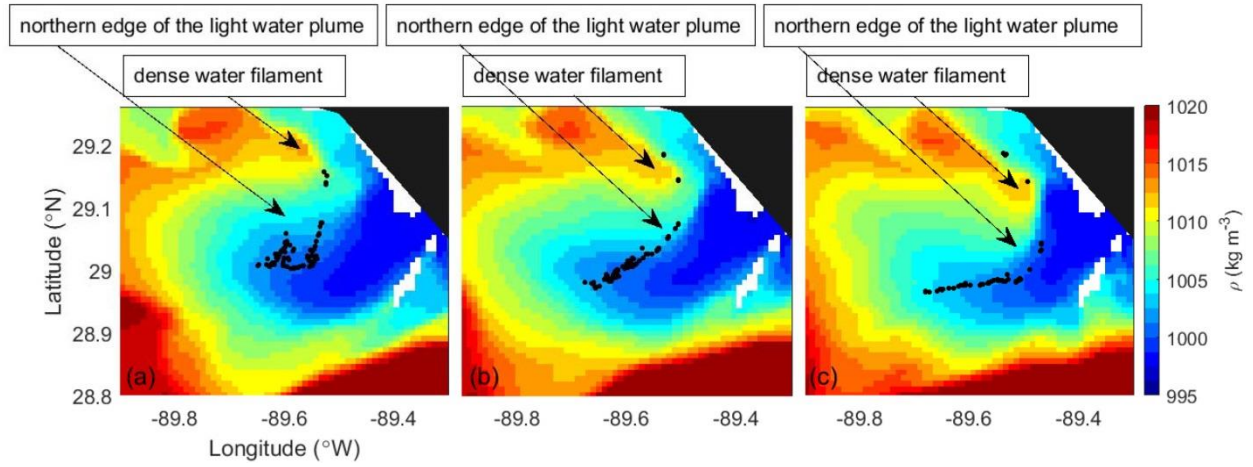 northern edge of the light water plume
northern edge of the light water plume
northern edge of the light water plume
dense water filament
dense water filament
dense water filament
29.2
29.1
29
28.9
28.8
Latitude (°N)
(a)
(b)
(c)
-89.8 -89.6 -89.4
-89.8 -89.6 -89.4
-89.8 -89.6 -89.4
Longitude (°W)
1020
1015
1010
1005
1000
995
ρ (kg m⁻³)